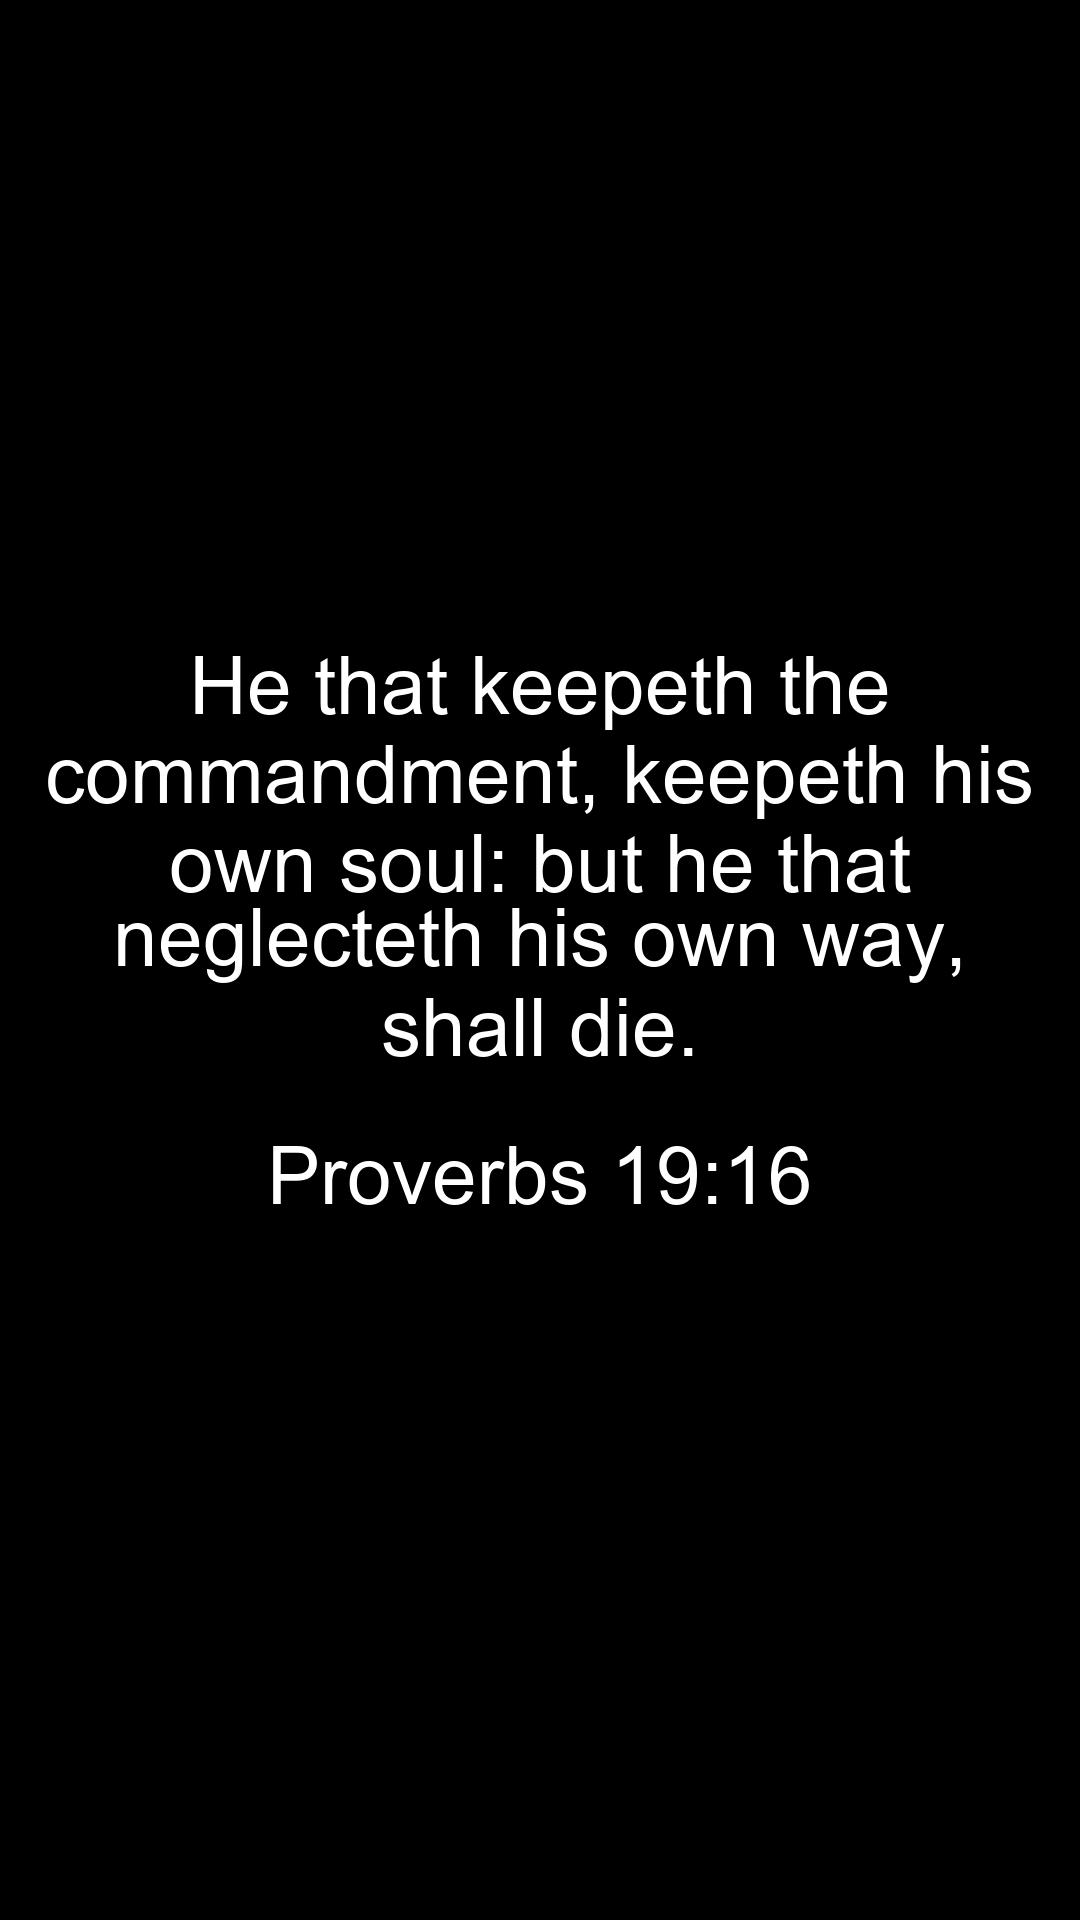 He that keepeth the
commandment, keepeth his
own soul: but he that
neglecteth his own way,
shall die.
Proverbs 19:16